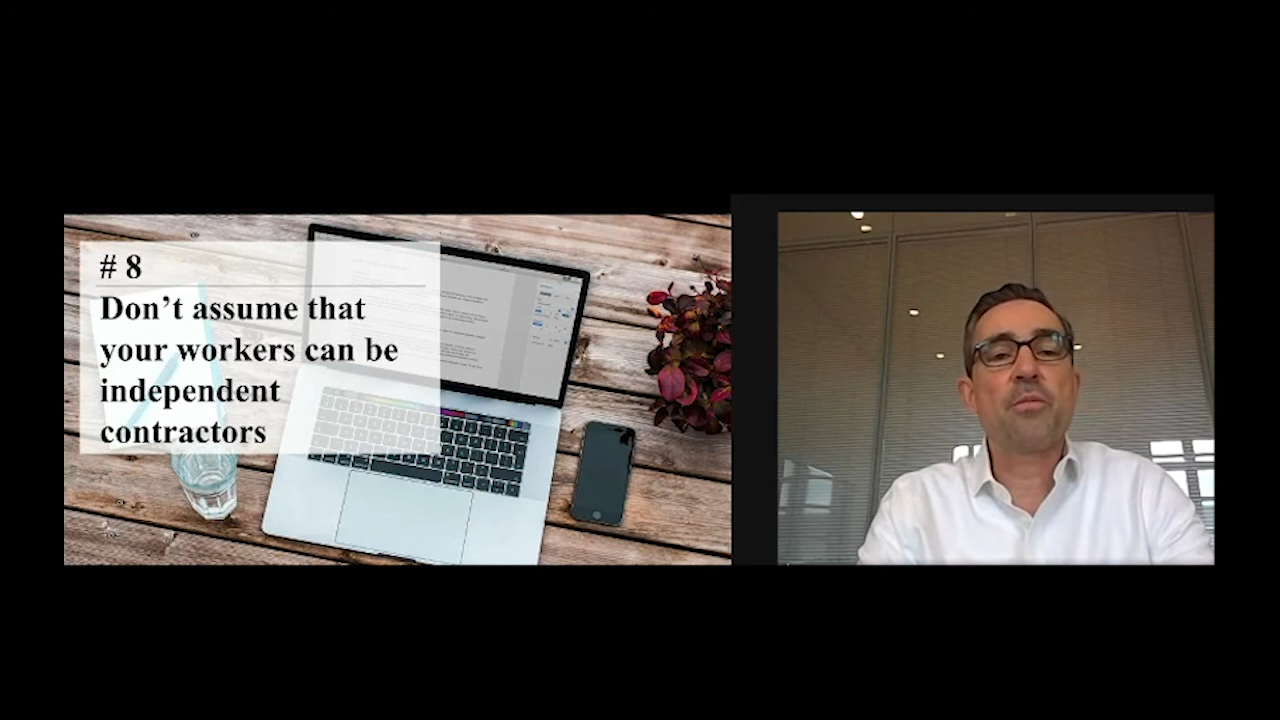 # 8
Don’t assume that
your workers can be
independent
contractors